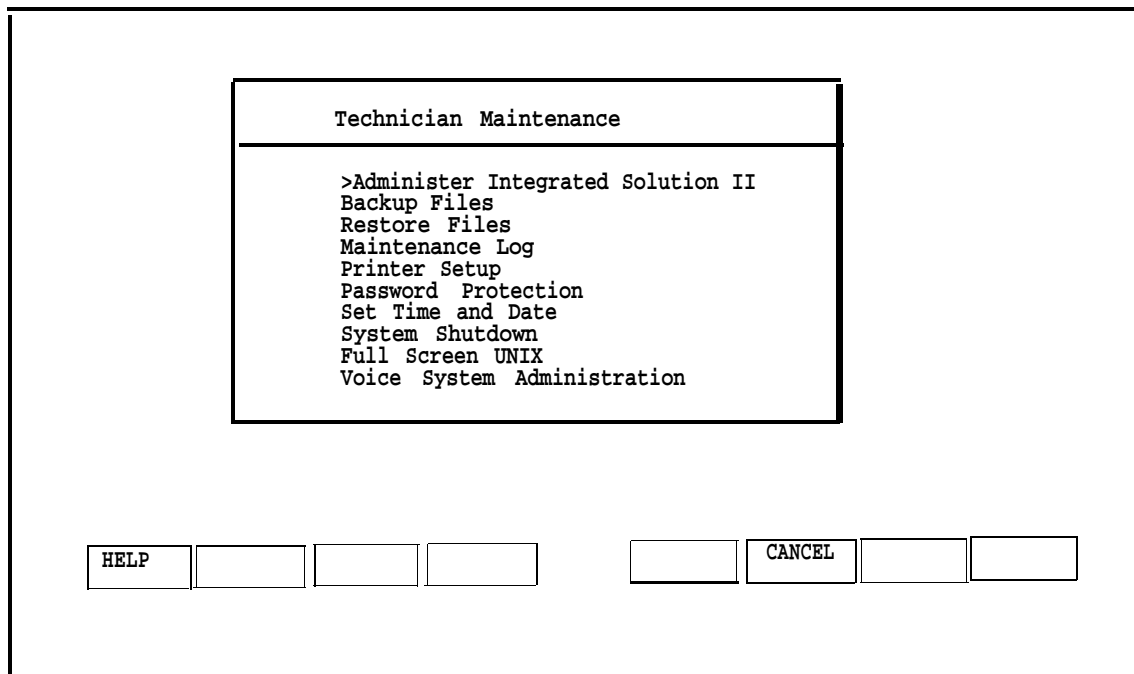 Technician Maintenance
>Administer Integrated Solution II
Backup Files
Restore Files
Maintenance Log
Printer Setup
Password Protection
Set Time and Date
System Shutdown
Full Screen UNIX
Voice System Administration
HELP
CANCEL